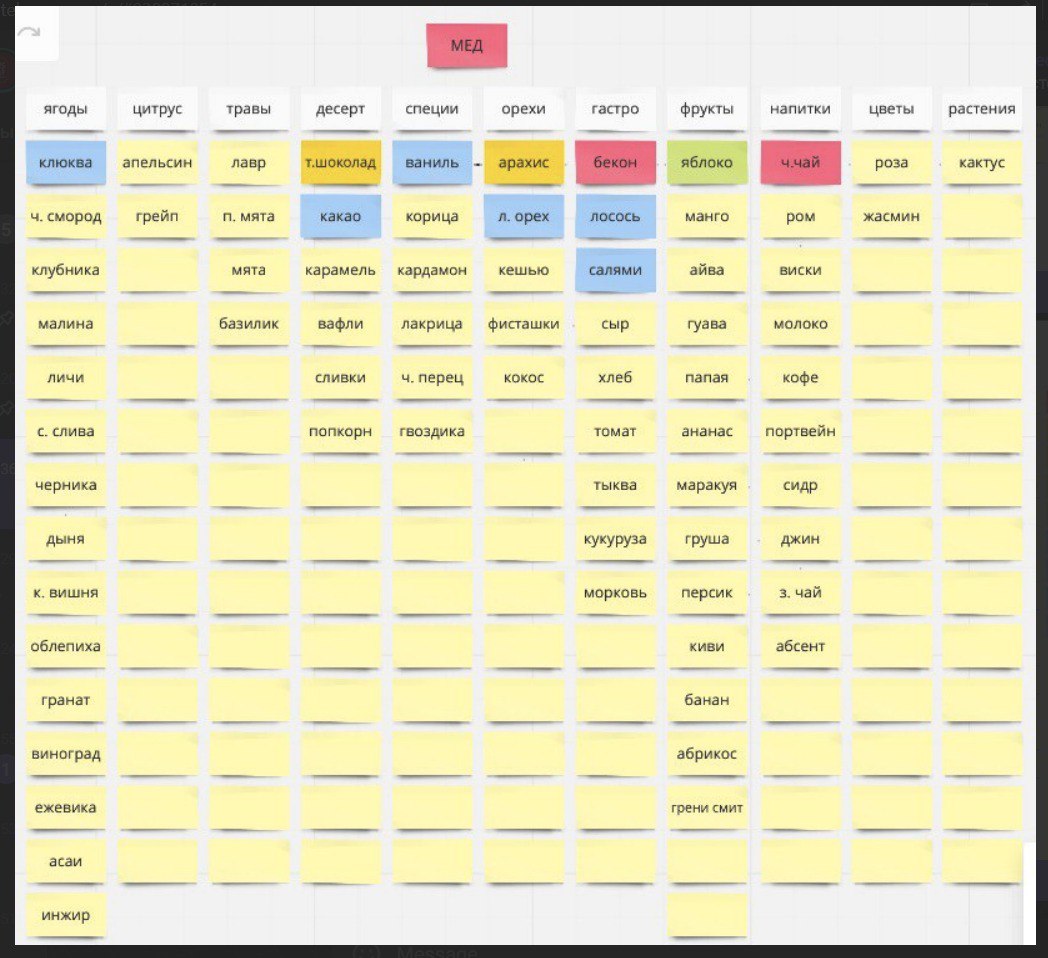 МЕД
ягоды цитрус травы десерт специи орехи гастро фрукты напитки цветы растения
клюква апельсин лавр т.шоколад ваниль арахис бекон яблоко ч.чай роза кактус
ч. смород грейп п. мята какао корица л. орех лосось манго ром жасмин
клубника мята карамель кардамон кешью салями айва виски
малина базилик вафли лакрица фисташки сыр гуава молоко
личи сливки ч. перец кокос хлеб папая кофе
с. слива попкорн гвоздика томат ананас портвейн
черника тыква маракуя сидр
дыня кукуруза груша джин
к. вишня морковь персик з. чай
облепиха киви абсент
гранат банан
виноград абрикос
ежевика грени смит
асаи
инжир
Message